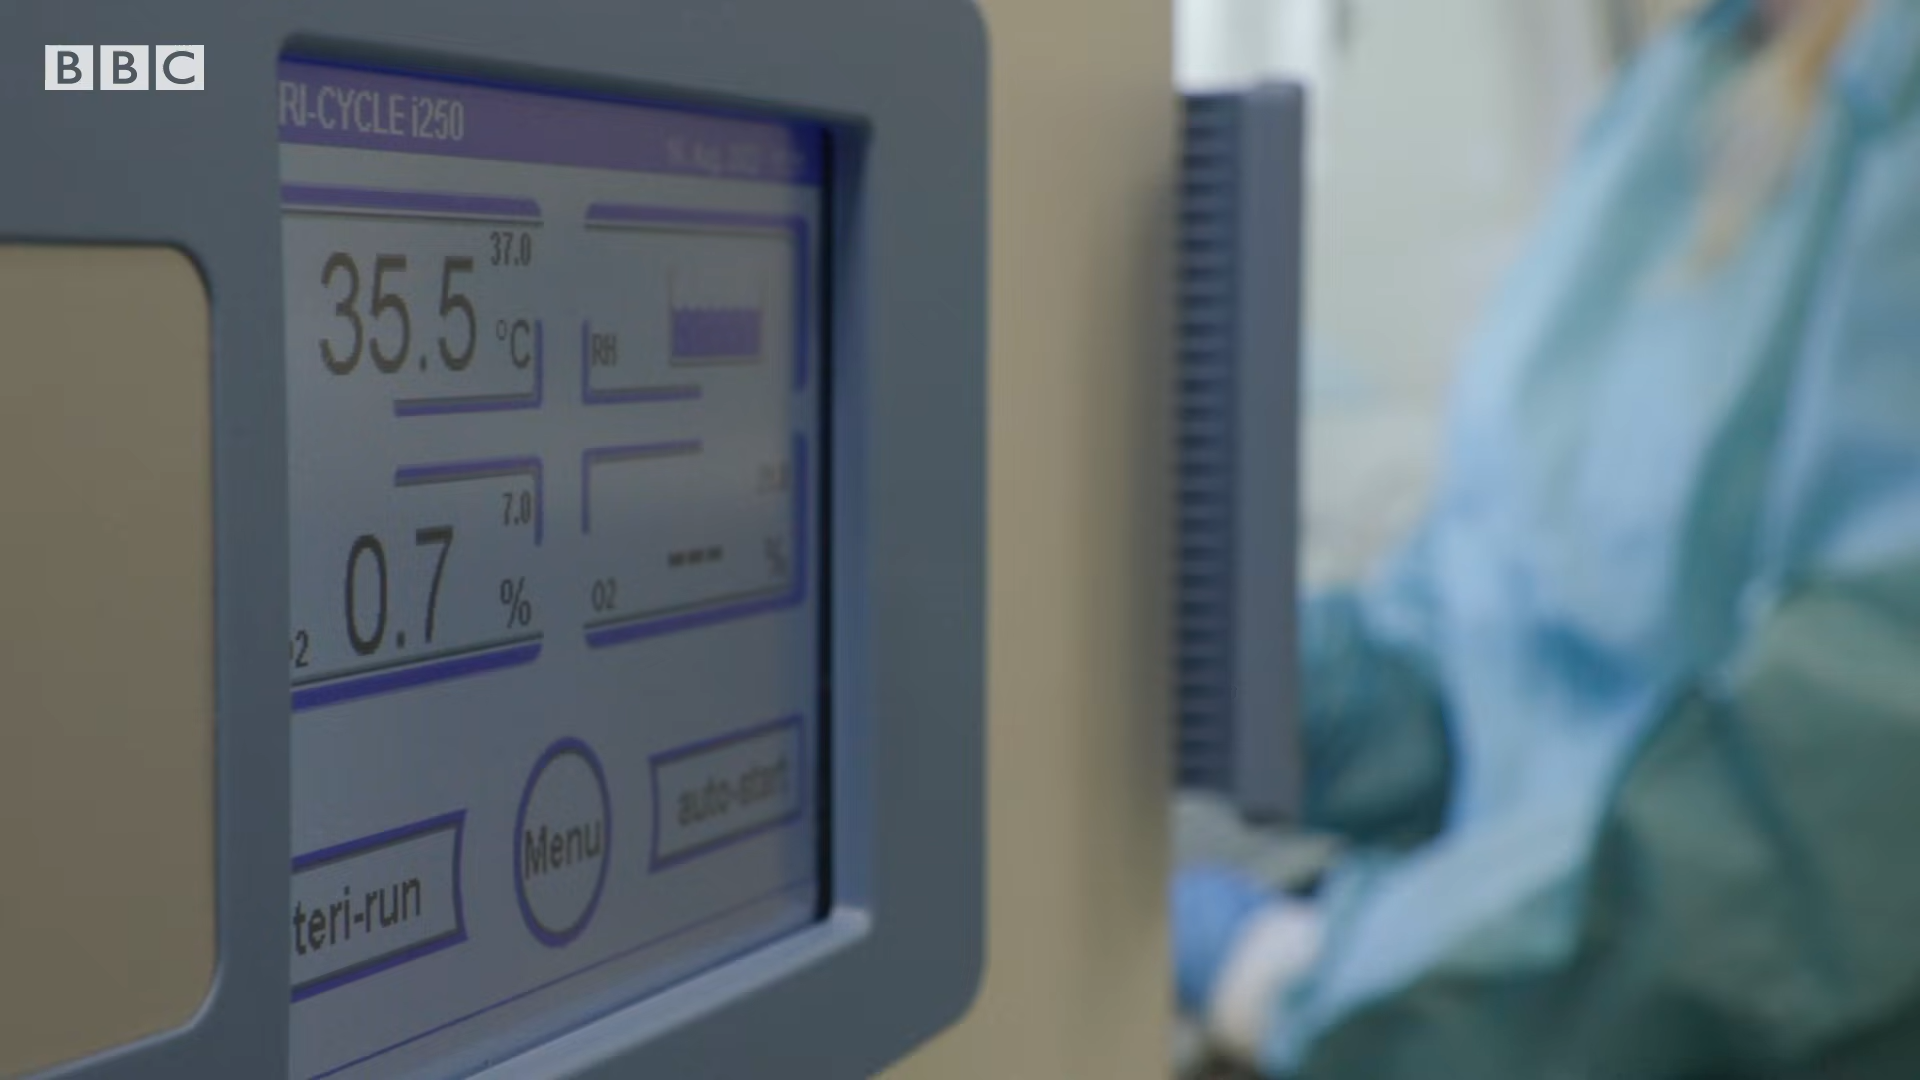 BBC
RI-CYCLE i250
37.0
35.5 °C
RH
7.0
0.7 %
2
--- %
O2
teri-run
Menu
auto-start